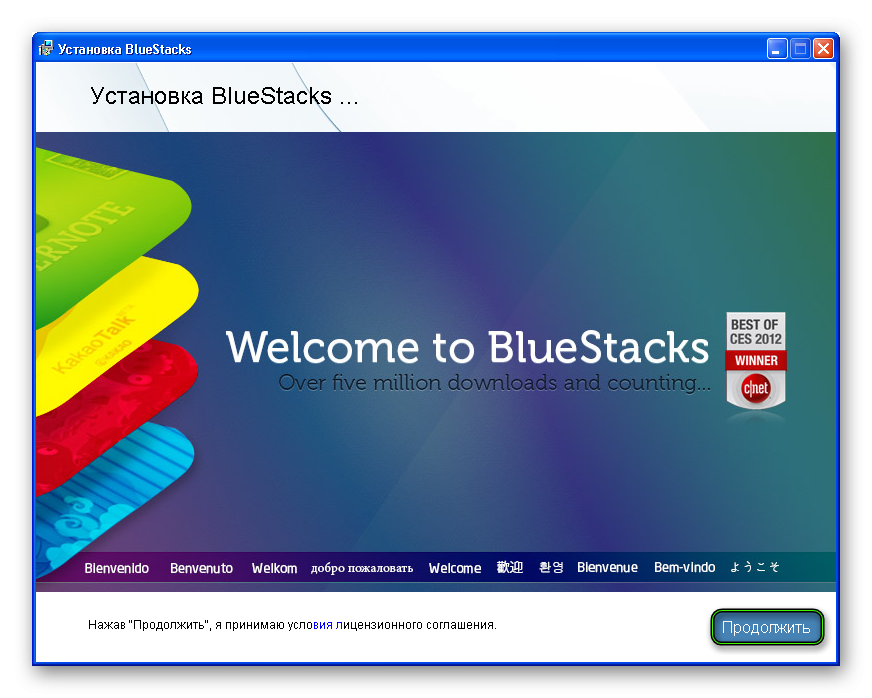 Установка BlueStacks
Установка BlueStacks ...
ERNOTE
KakaoTalk
@KAKAO
Welcome to BlueStacks
Over five million downloads and counting...
BEST OF
CES 2012
WINNER
c|net
Bienvenido Benvenuto Welkom добро пожаловать Welcome 歡迎 환영 Bienvenue Bem-vindo ようこそ
Нажав "Продолжить", я принимаю условия лицензионного соглашения.
Продолжить